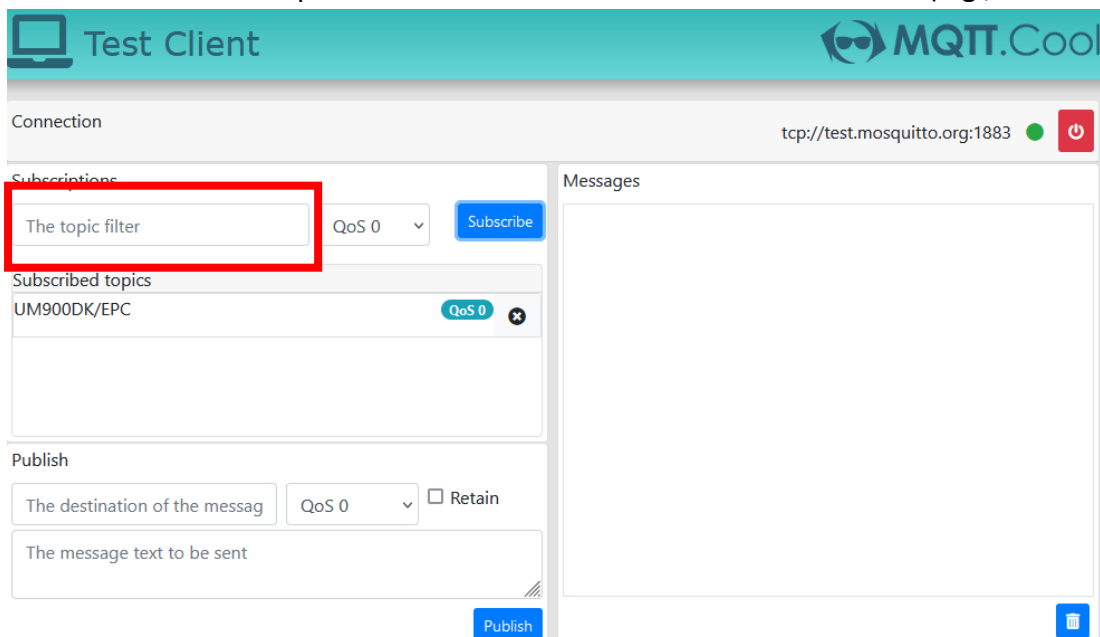 Test Client
MQTT.Cool
Connection
tcp://test.mosquitto.org:1883
Subscriptions
Messages
The topic filter
QoS 0
Subscribe
Subscribed topics
UM900DK/EPC
QoS 0
Publish
The destination of the messag
QoS 0
Retain
The message text to be sent
Publish